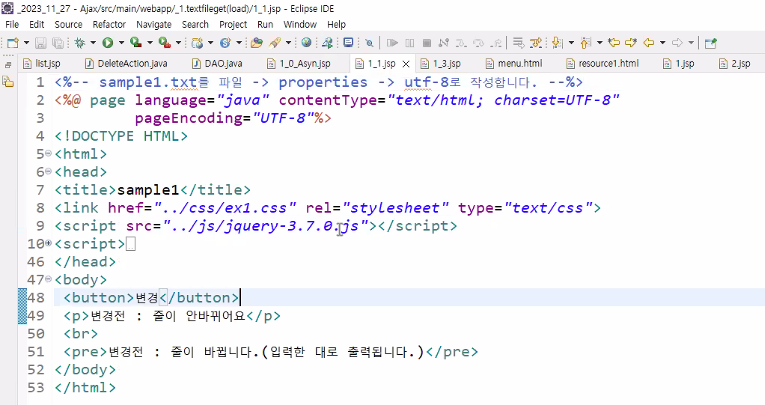 _2023_11_27 - Ajax/src/main/webapp/_1.textfileget(load)/1_1.jsp - Eclipse IDE
File Edit Source Refactor Navigate Search Project Run Window Help
list.jsp DeleteAction.java DAO.java 1_0_Asyn.jsp 1_1.jsp 1_3.jsp menu.html resource1.html 1.jsp 2.jsp
1 <%-- sample1.txt를 파일 -> properties -> utf-8로 작성합니다. --%>
2 <%@ page language="java" contentType="text/html; charset=UTF-8"
3 pageEncoding="UTF-8"%>
4 <!DOCTYPE HTML>
5 <html>
6 <head>
7 <title>sample1</title>
8 <link href="../css/ex1.css" rel="stylesheet" type="text/css">
9 <script src="../js/jquery-3.7.0.js"></script>
10 <script>
46 </head>
47 <body>
48 <button>변경</button>
49 <p>변경전 : 줄이 안바뀌어요</p>
50 <br>
51 <pre>변경전 : 줄이 바뀝니다.(입력한 대로 출력됩니다.)</pre>
52 </body>
53 </html>